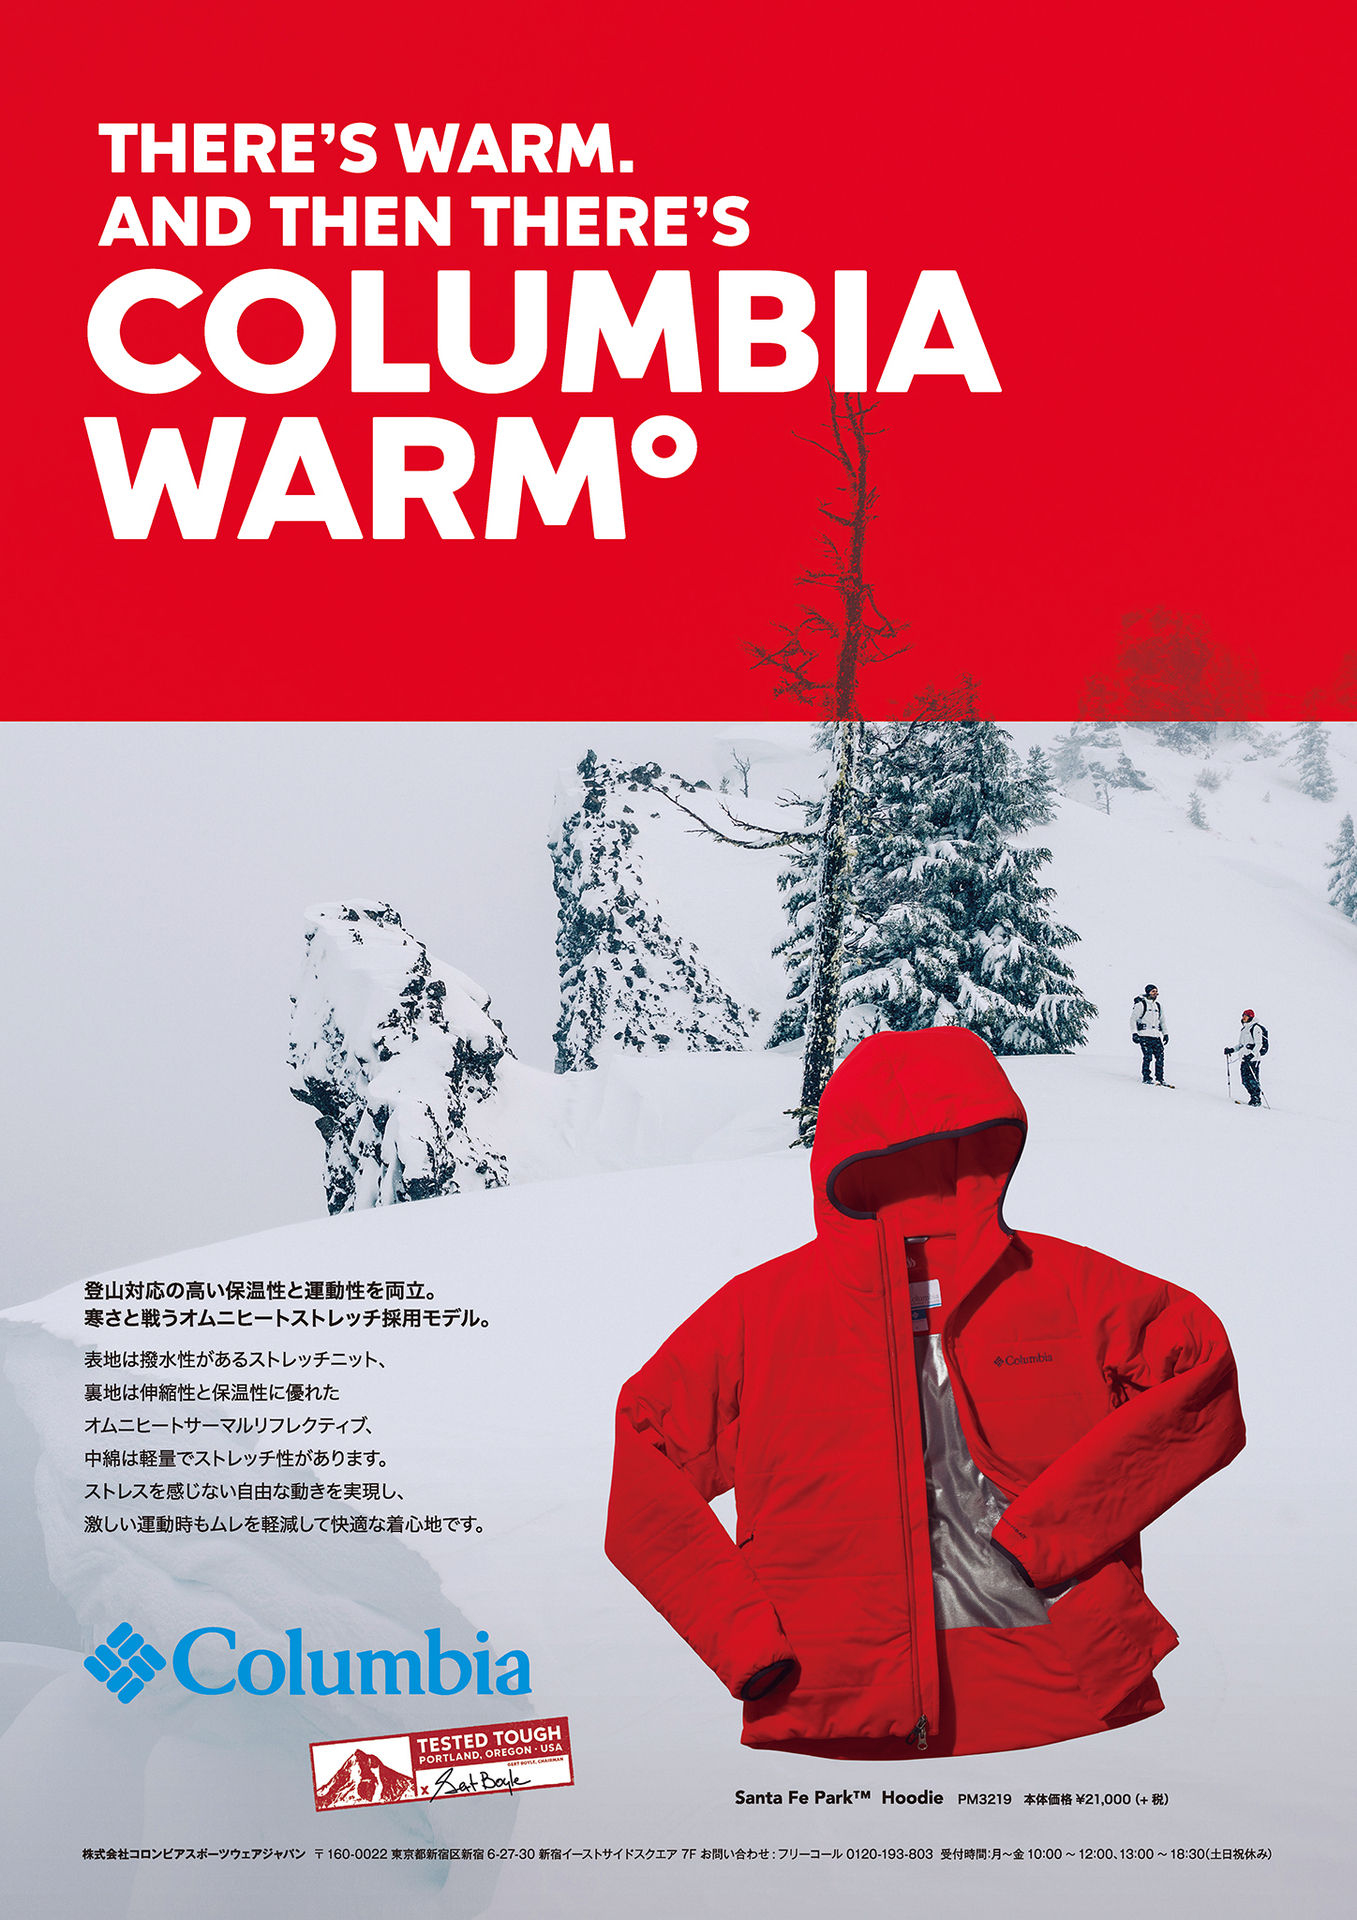 THERE'S WARM.
AND THEN THERE'S
COLUMBIA
WARM°
Columbia
Columbia
登山対応の高い保温性と運動性を両立。
寒さと戦うオムニヒートストレッチ採用モデル。
表地は撥水性があるストレッチニット、
裏地は伸縮性と保温性に優れた
オムニヒートサーマルリフレクティブ、
中綿は軽量でストレッチ性があります。
ストレスを感じない自由な動きを実現し、
激しい運動時もムレを軽減して快適な着心地です。
Columbia
TESTED TOUGH
PORTLAND, OREGON · USA
GERT BOYLE, CHAIRMAN
x Gert Boyle
Santa Fe Park™ Hoodie PM3219 本体価格 ¥21,000 (+ 税)
株式会社コロンビアスポーツウェアジャパン 〒160-0022 東京都新宿区新宿 6-27-30 新宿イーストサイドスクエア 7F お問い合わせ : フリーコール 0120-193-803 受付時間:月〜金 10:00 〜 12:00、13:00 〜 18:30(土日祝休み)